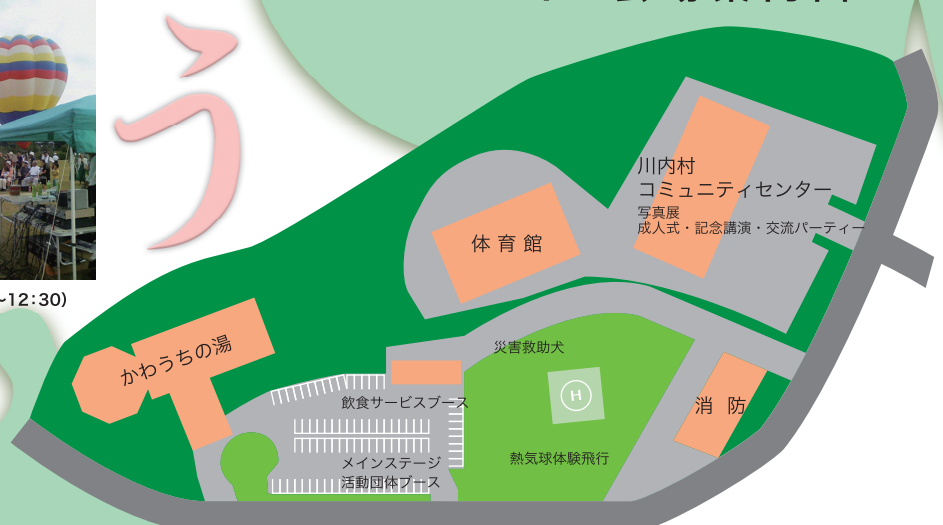 う
~12:30)
川内村
コミュニティセンター
写真展
成人式・記念講演・交流パーティー
体育館
かわうちの湯
災害救助犬
飲食サービスブース
H
消防
熱気球体験飛行
メインステージ
活動団体ブース